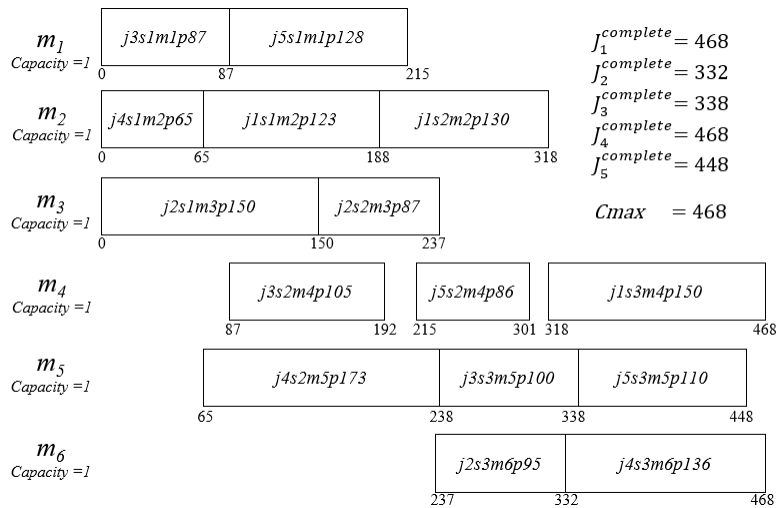 m1 j3s1m1p87 j5s1m1p128
Capacity =1
0 87 215
m2 j4s1m2p65 j1s1m2p123 j1s2m2p130
Capacity =1
0 65 188 318
m3 j2s1m3p150 j2s2m3p87
Capacity =1
0 150 237
m4 j3s2m4p105 j5s2m4p86 j1s3m4p150
Capacity =1
87 192 215 301 318 468
m5 j4s2m5p173 j3s3m5p100 j5s3m5p110
Capacity =1
65 238 338 448
m6 j2s3m6p95 j4s3m6p136
Capacity =1
237 332 468
J1complete = 468
J2complete = 332
J3complete = 338
J4complete = 468
J5complete = 448
Cmax = 468